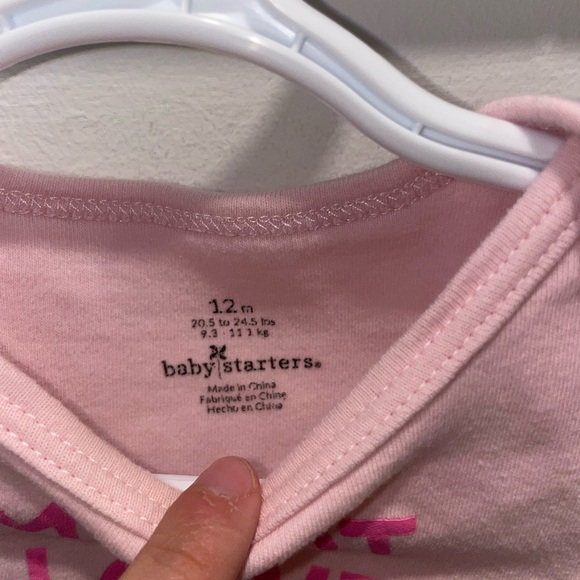 12 m
20.5 to 24.5 lbs
9.3 - 11.1 kg
baby starters®
Made in China
Fabriqué en Chine
Hecho en China